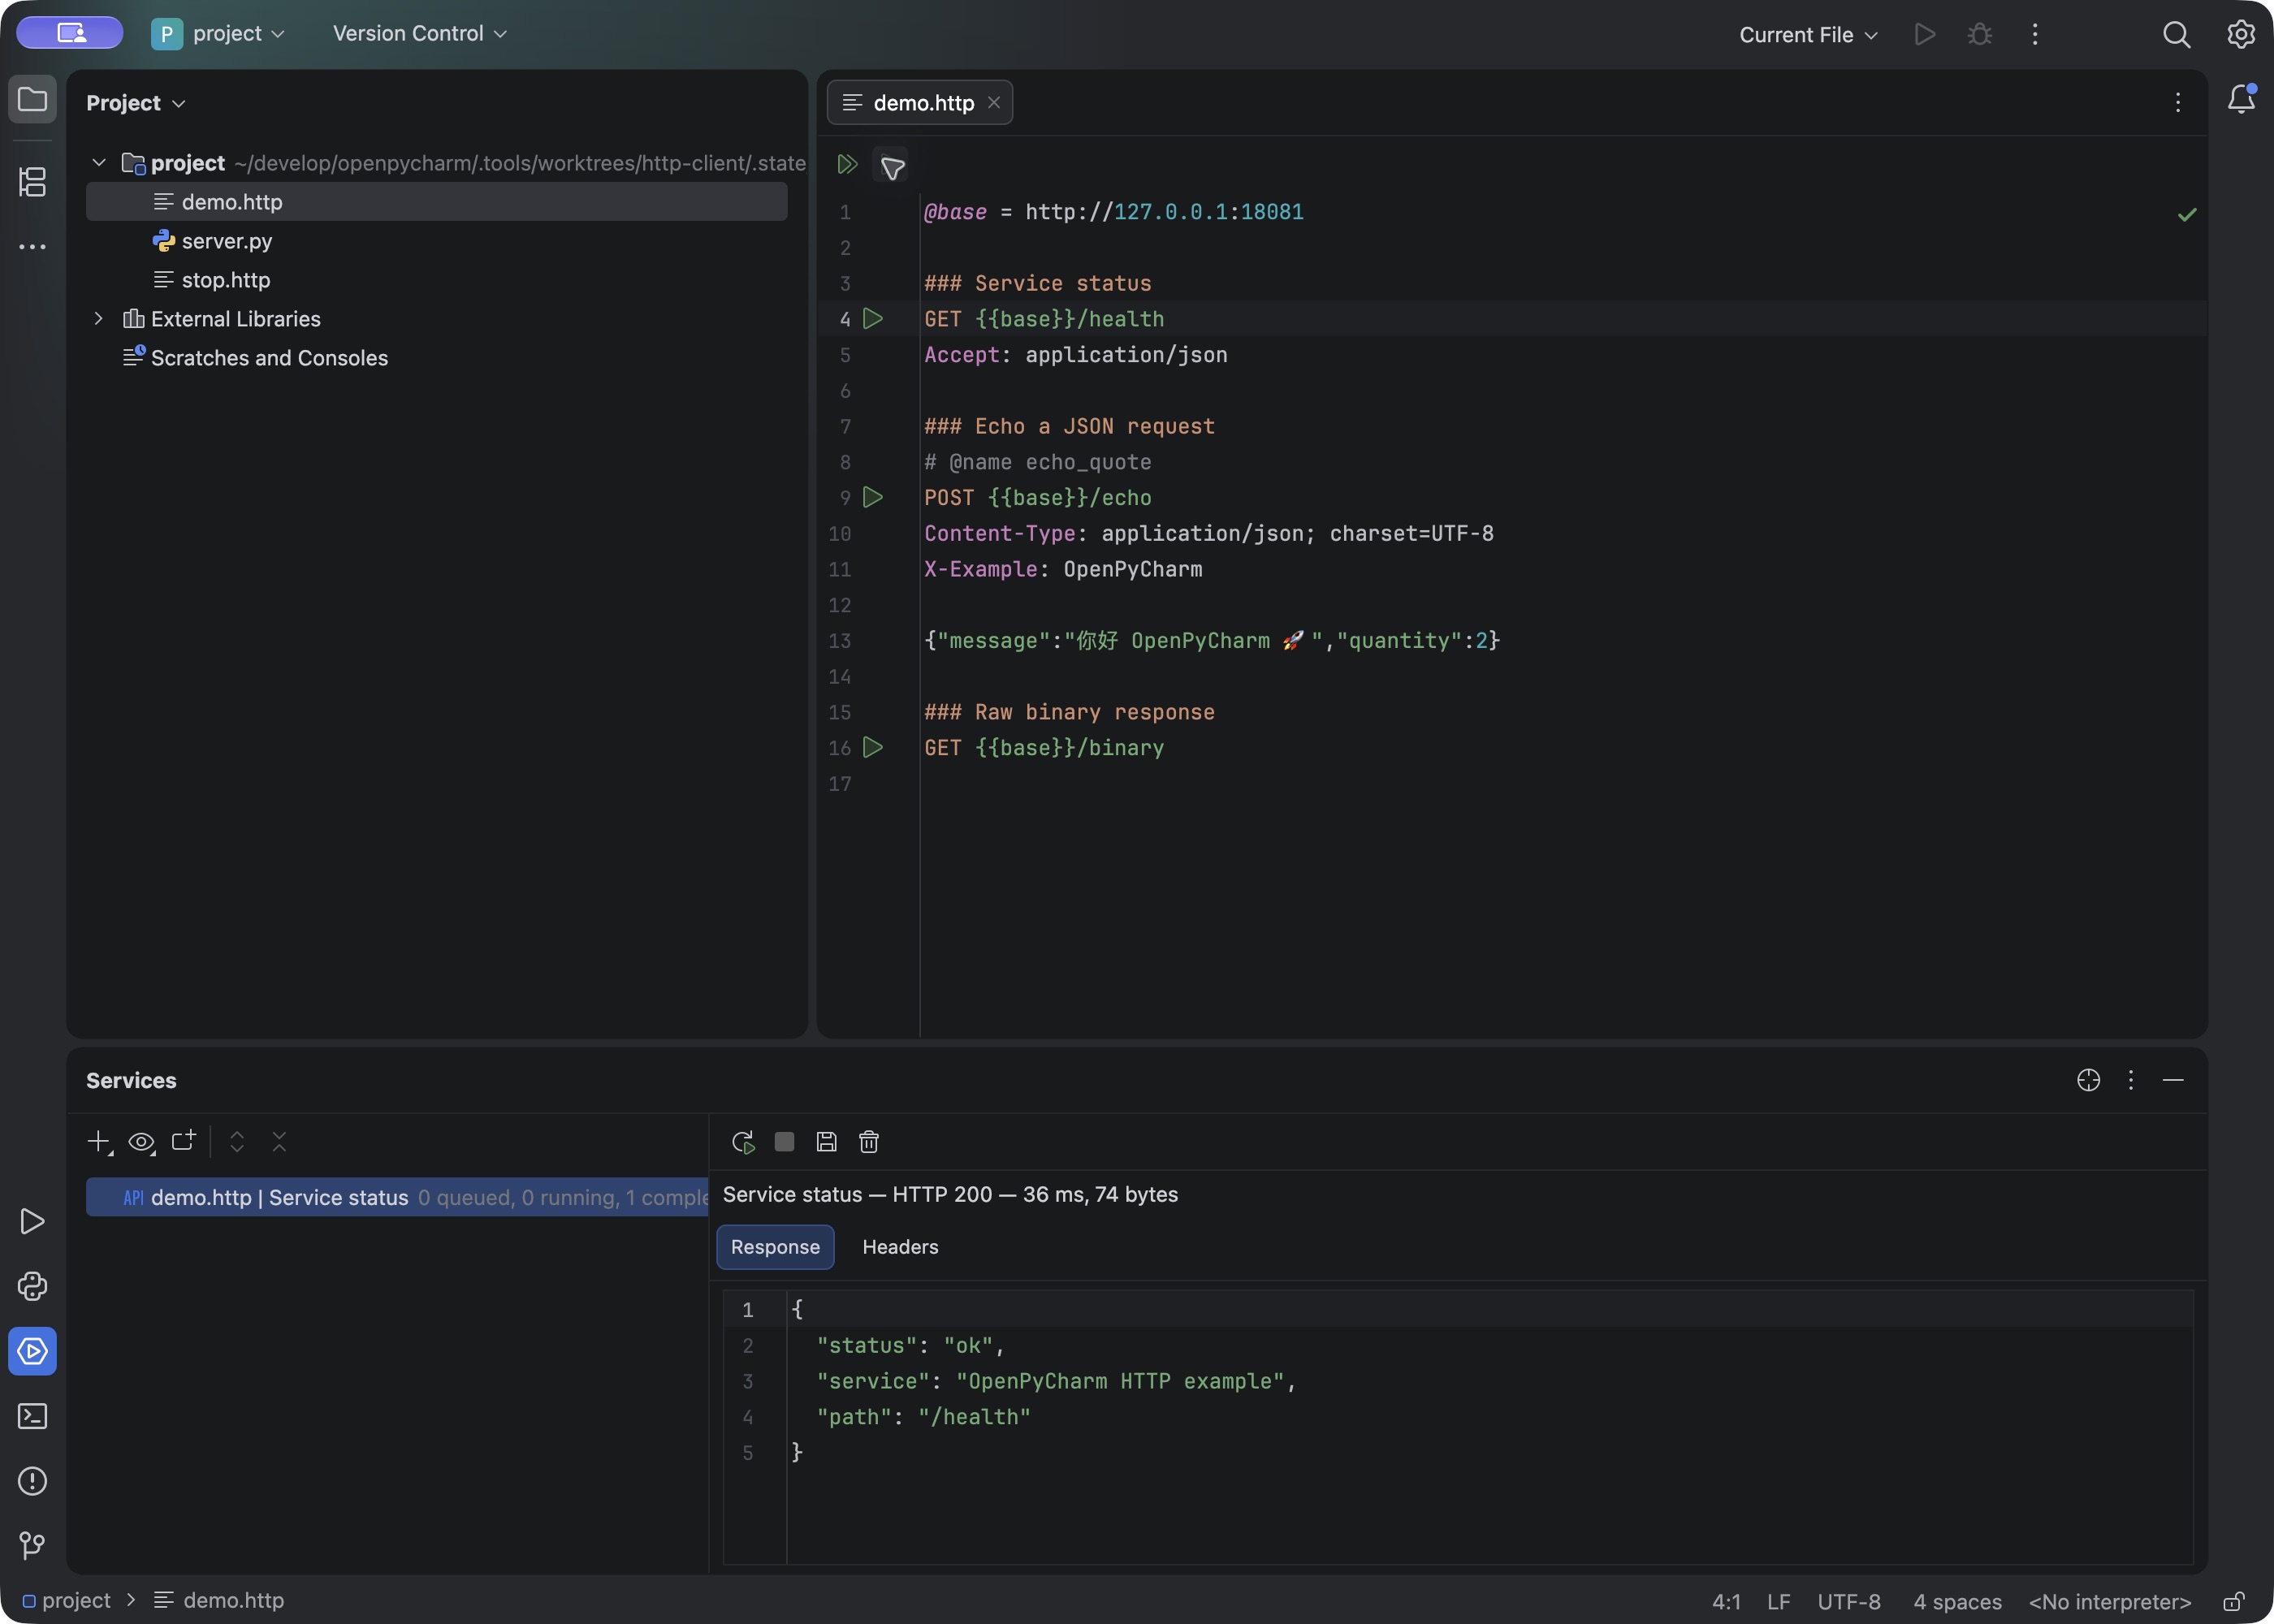 P project Version Control Current File
Project
project ~/develop/openpycharm/.tools/worktrees/http-client/.state
demo.http
server.py
stop.http
External Libraries
Scratches and Consoles
demo.http
1 @base = http://127.0.0.1:18081
2
3 ### Service status
4 GET {{base}}/health
5 Accept: application/json
6
7 ### Echo a JSON request
8 # @name echo_quote
9 POST {{base}}/echo
10 Content-Type: application/json; charset=UTF-8
11 X-Example: OpenPyCharm
12
13 {"message":"你好 OpenPyCharm 🚀","quantity":2}
14
15 ### Raw binary response
16 GET {{base}}/binary
17
Services
API demo.http | Service status 0 queued, 0 running, 1 comple
Service status — HTTP 200 — 36 ms, 74 bytes
Response Headers
1 {
2 "status": "ok",
3 "service": "OpenPyCharm HTTP example",
4 "path": "/health"
5 }
project > demo.http 4:1 LF UTF-8 4 spaces <No interpreter>